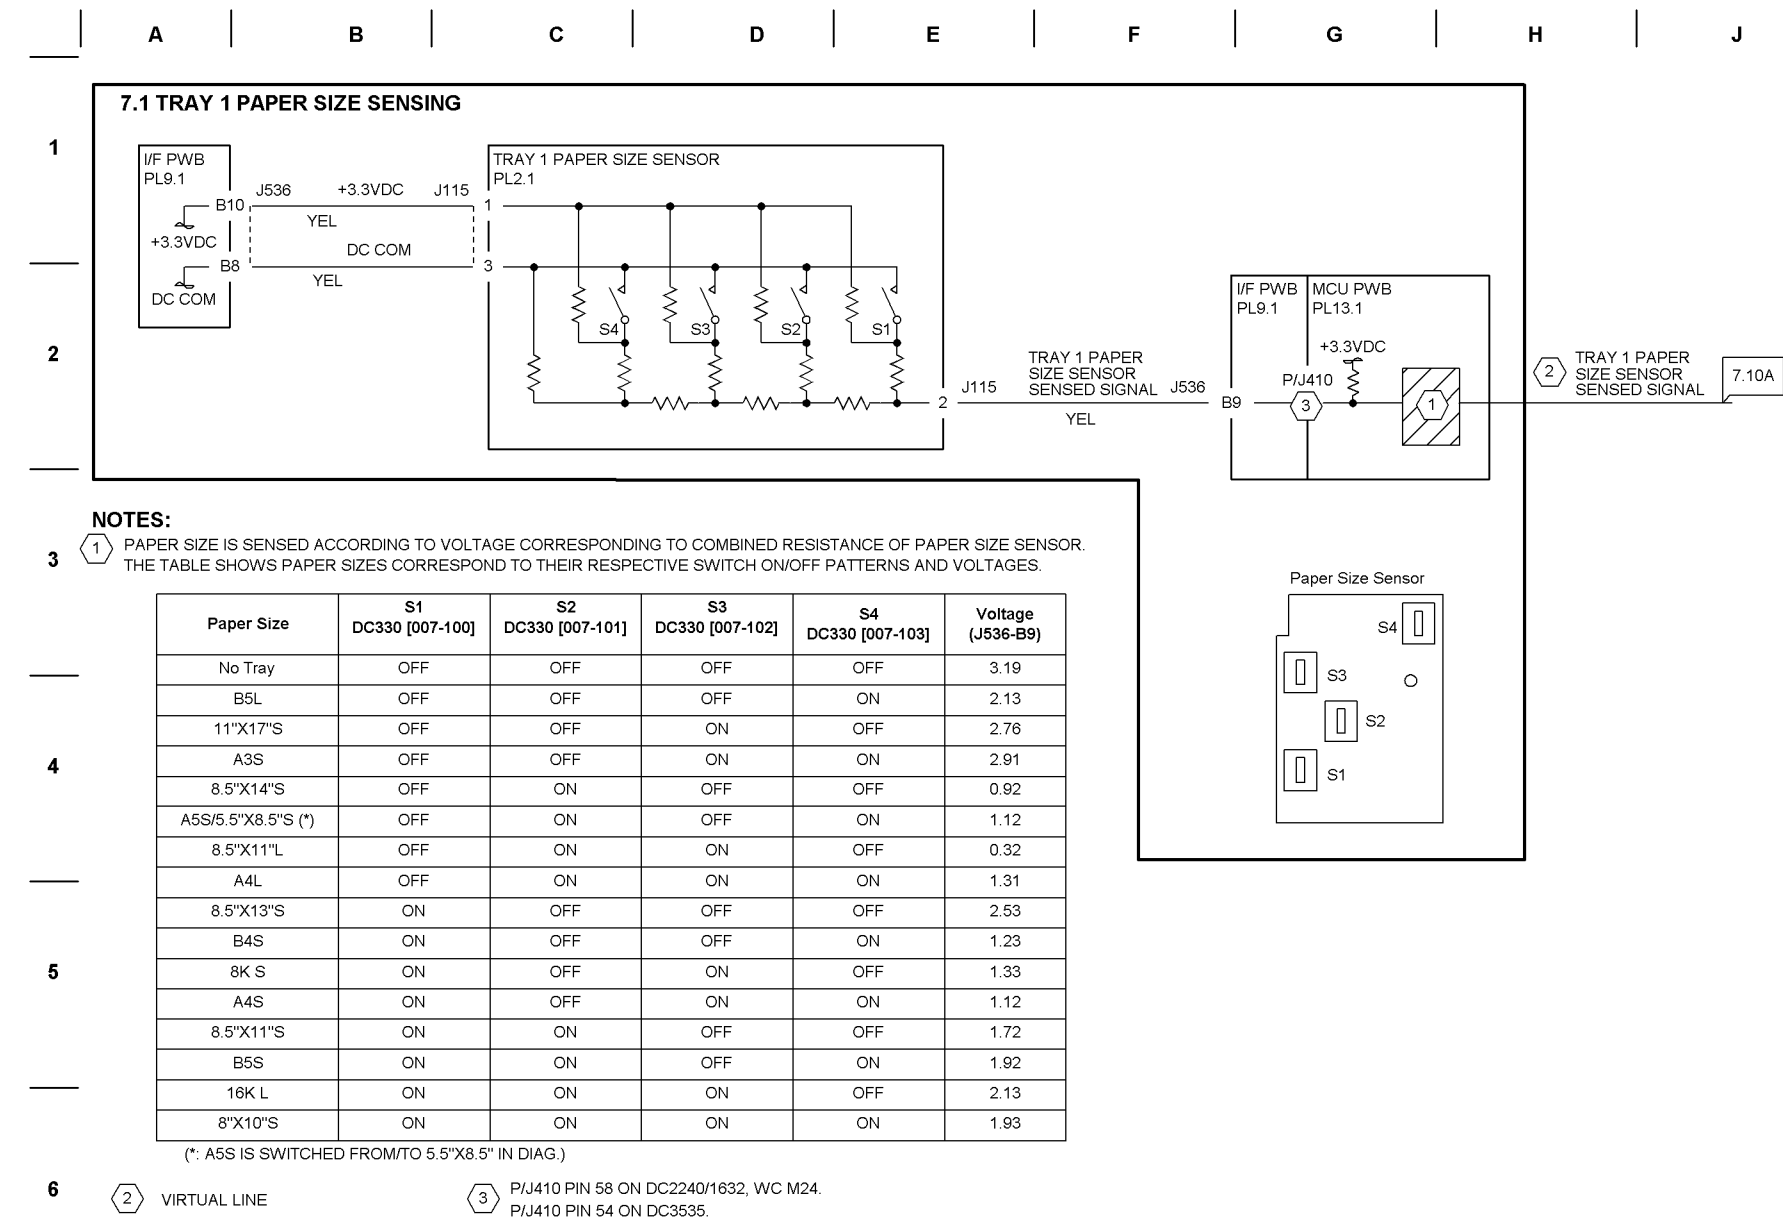 A B C D E F G H J
7.1 TRAY 1 PAPER SIZE SENSING
1
I/F PWB
PL9.1
B10
J536
+3.3VDC
J115
YEL
+3.3VDC
DC COM
B8
YEL
DC COM
TRAY 1 PAPER SIZE SENSOR
PL2.1
1
3
S4
S3
S2
S1
2
2
J115
TRAY 1 PAPER
SIZE SENSOR
SENSED SIGNAL
J536
YEL
I/F PWB
PL9.1
B9
MCU PWB
PL13.1
+3.3VDC
P/J410
3
1
2
TRAY 1 PAPER
SIZE SENSOR
SENSED SIGNAL
7.10A
NOTES:
3
1 PAPER SIZE IS SENSED ACCORDING TO VOLTAGE CORRESPONDING TO COMBINED RESISTANCE OF PAPER SIZE SENSOR.
THE TABLE SHOWS PAPER SIZES CORRESPOND TO THEIR RESPECTIVE SWITCH ON/OFF PATTERNS AND VOLTAGES.
Paper Size | S1 DC330 [007-100] | S2 DC330 [007-101] | S3 DC330 [007-102] | S4 DC330 [007-103] | Voltage (J536-B9)
No Tray OFF OFF OFF OFF 3.19
B5L OFF OFF OFF ON 2.13
11"X17"S OFF OFF ON OFF 2.76
A3S OFF OFF ON ON 2.91
8.5"X14"S OFF ON OFF OFF 0.92
A5S/5.5"X8.5"S (*) OFF ON OFF ON 1.12
8.5"X11"L OFF ON ON OFF 0.32
A4L OFF ON ON ON 1.31
8.5"X13"S ON OFF OFF OFF 2.53
B4S ON OFF OFF ON 1.23
8K S ON OFF ON OFF 1.33
A4S ON OFF ON ON 1.12
8.5"X11"S ON ON OFF OFF 1.72
B5S ON ON OFF ON 1.92
16K L ON ON ON OFF 2.13
8"X10"S ON ON ON ON 1.93
(*: A5S IS SWITCHED FROM/TO 5.5"X8.5" IN DIAG.)
4
5
Paper Size Sensor
S4
S3
S2
S1
6
2 VIRTUAL LINE
3 P/J410 PIN 58 ON DC2240/1632, WC M24.
P/J410 PIN 54 ON DC3535.